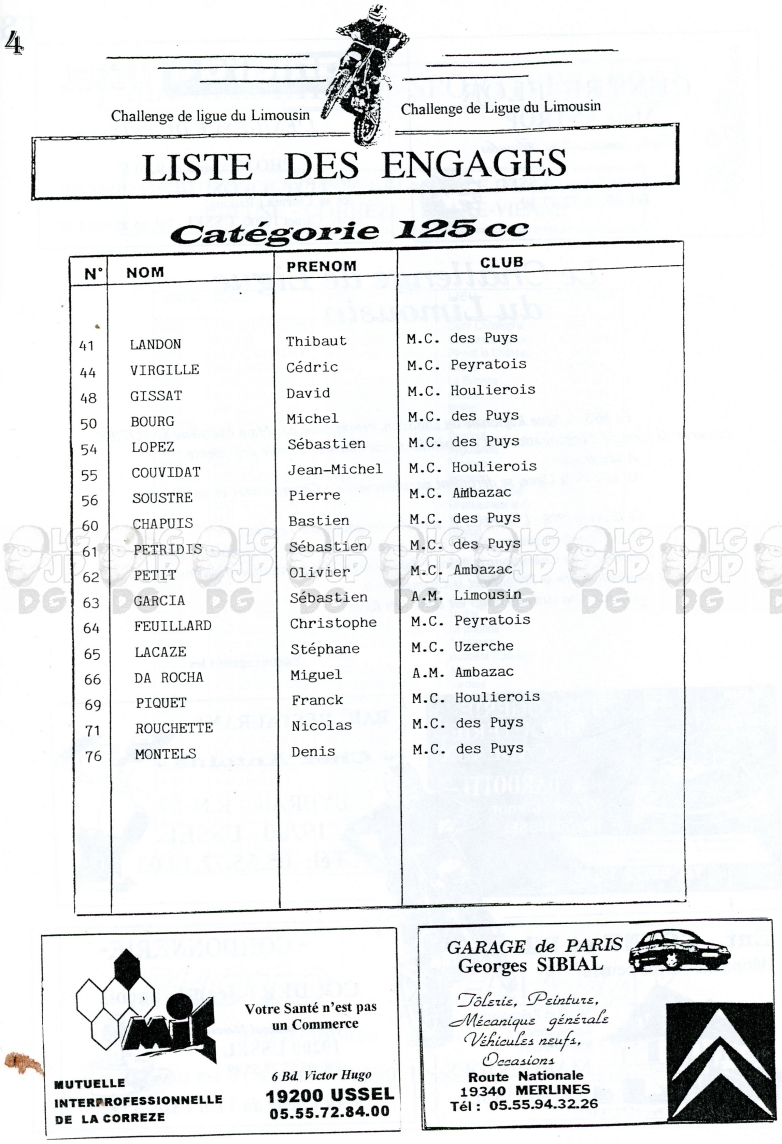 4
Challenge de ligue du Limousin
Challenge de Ligue du Limousin
LISTE DES ENGAGES
Catégorie 125 cc
N° NOM PRENOM CLUB
41 LANDON Thibaut M.C. des Puys
44 VIRGILLE Cédric M.C. Peyratois
48 GISSAT David M.C. Houlierois
50 BOURG Michel M.C. des Puys
54 LOPEZ Sébastien M.C. des Puys
55 COUVIDAT Jean-Michel M.C. Houlierois
56 SOUSTRE Pierre M.C. Ambazac
60 CHAPUIS Bastien M.C. des Puys
61 PETRIDIS Sébastien M.C. des Puys
62 PETIT Olivier M.C. Ambazac
63 GARCIA Sébastien A.M. Limousin
64 FEUILLARD Christophe M.C. Peyratois
65 LACAZE Stéphane M.C. Uzerche
66 DA ROCHA Miguel A.M. Ambazac
69 PIQUET Franck M.C. Houlierois
71 ROUCHETTE Nicolas M.C. des Puys
76 MONTELS Denis M.C. des Puys
LG JP DG
MIC
Votre Santé n'est pas
un Commerce
MUTUELLE
INTERPROFESSIONNELLE
DE LA CORREZE
6 Bd. Victor Hugo
19200 USSEL
05.55.72.84.00
GARAGE de PARIS
Georges SIBIAL
Tôlerie, Peinture,
Mécanique générale
Véhicules neufs,
Occasions
Route Nationale
19340 MERLINES
Tél : 05.55.94.32.26